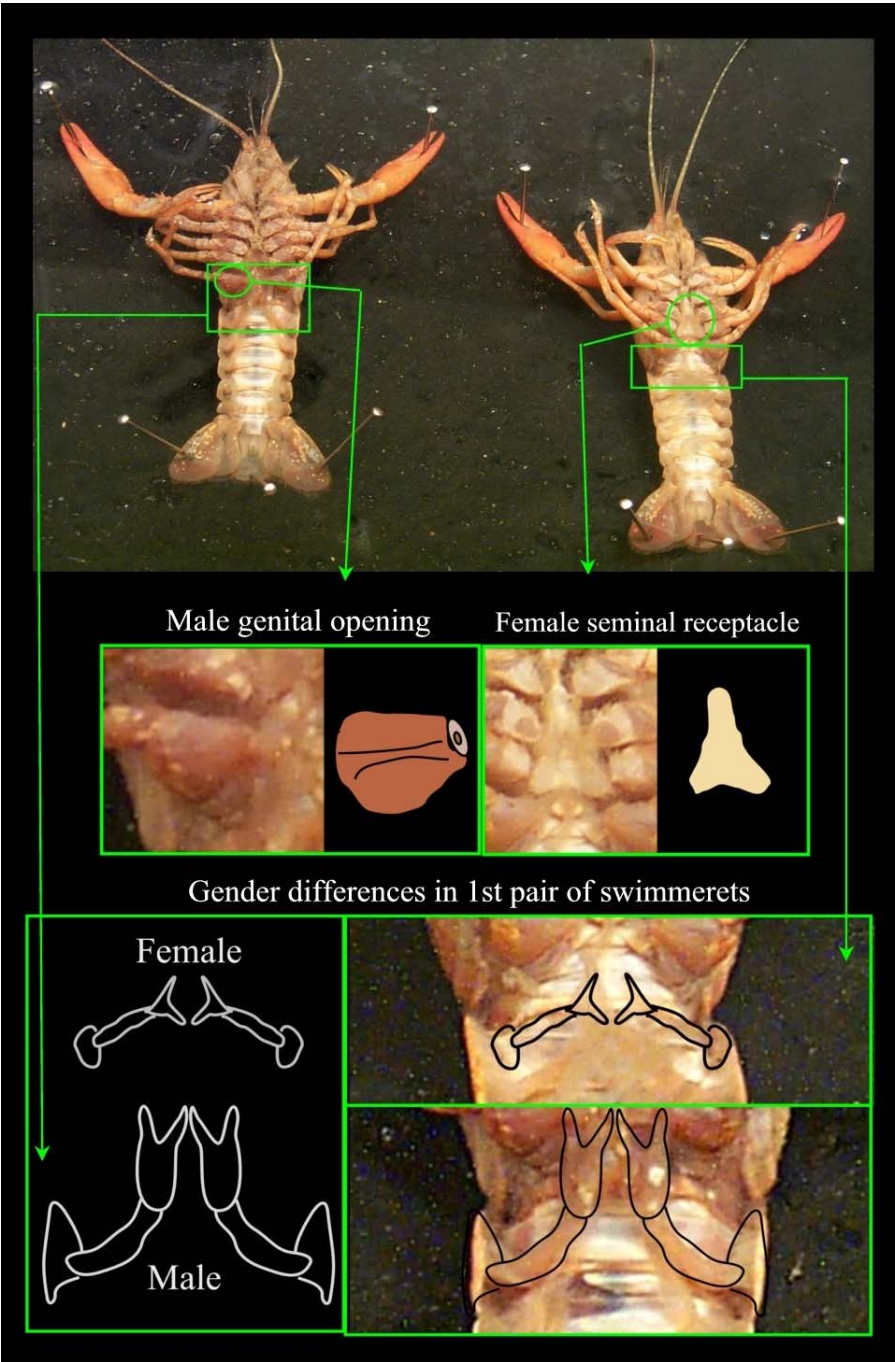 Male genital opening
Female seminal receptacle
Gender differences in 1st pair of swimmerets
Female
Male